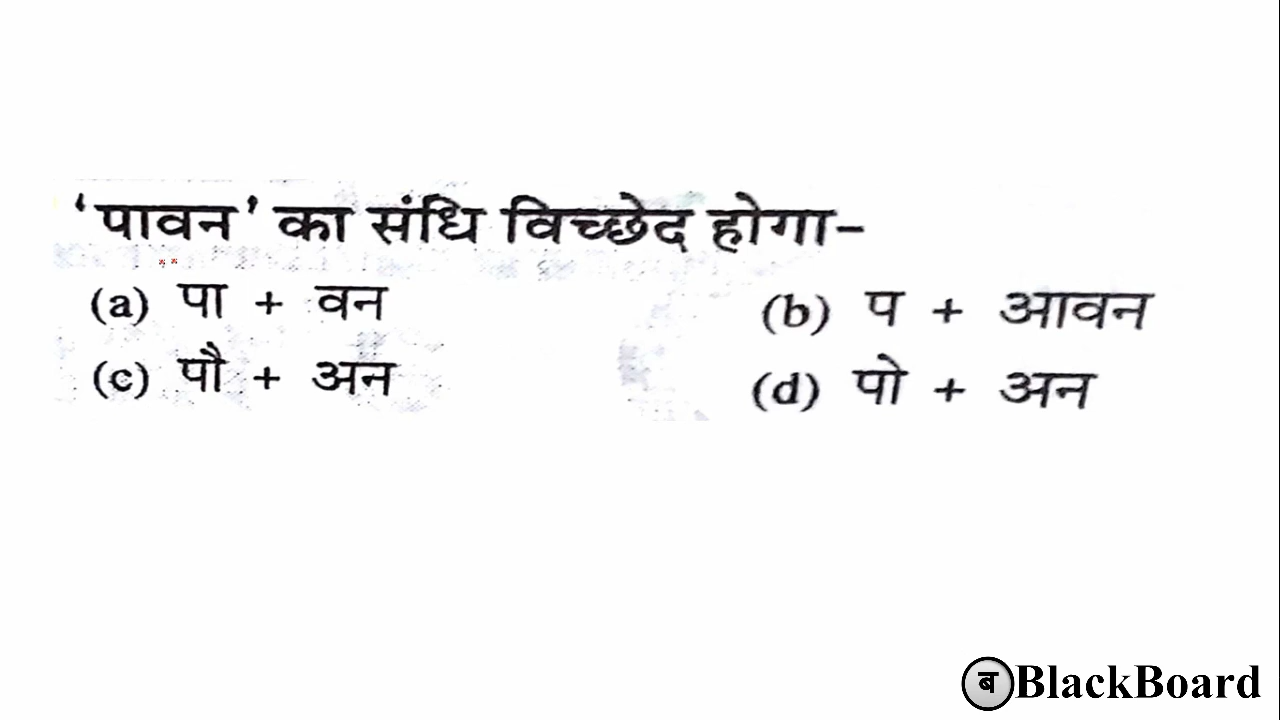 'पावन' का संधि विच्छेद होगा-
(a) पा + वन (b) प + आवन
(c) पौ + अन (d) पो + अन
ब BlackBoard